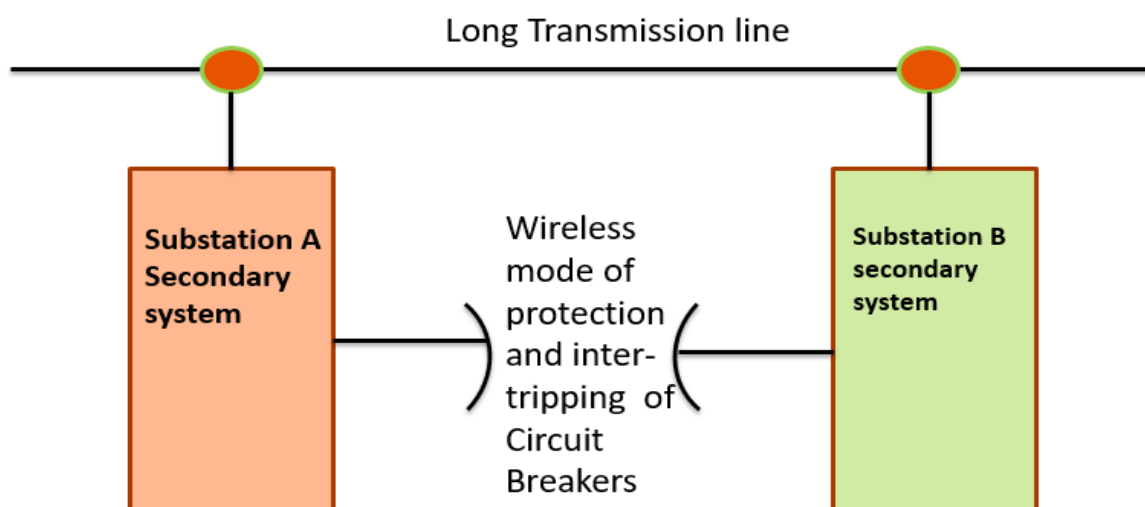 Long Transmission line
Substation A
Secondary
system
Wireless
mode of
protection
and inter-
tripping of
Circuit
Breakers
Substation B
secondary
system